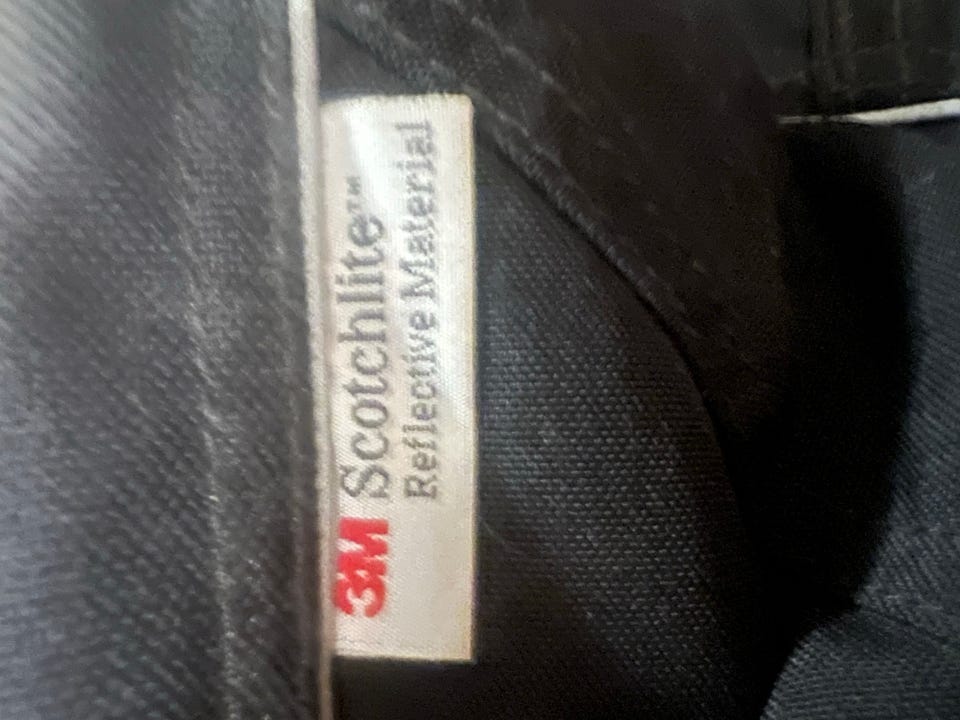 3M Scotchlite™
Reflective Material